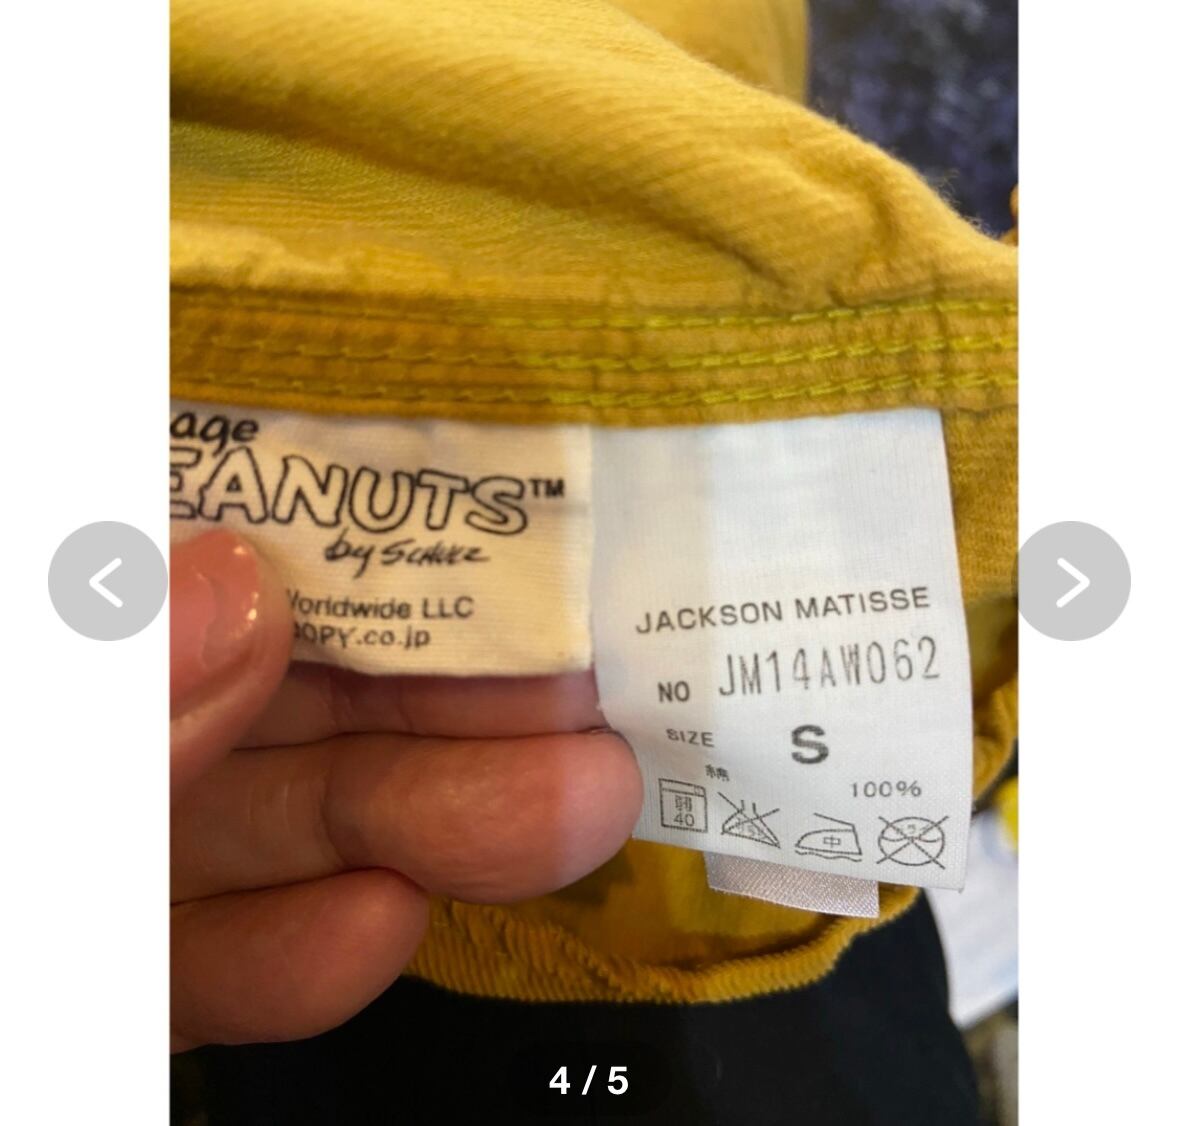 age
EANUTS™
by SCHULZ
Worldwide LLC
OOPY.co.jp
JACKSON MATISSE
NO JM14AW062
SIZE S
綿 100%
弱
40
中
4 / 5